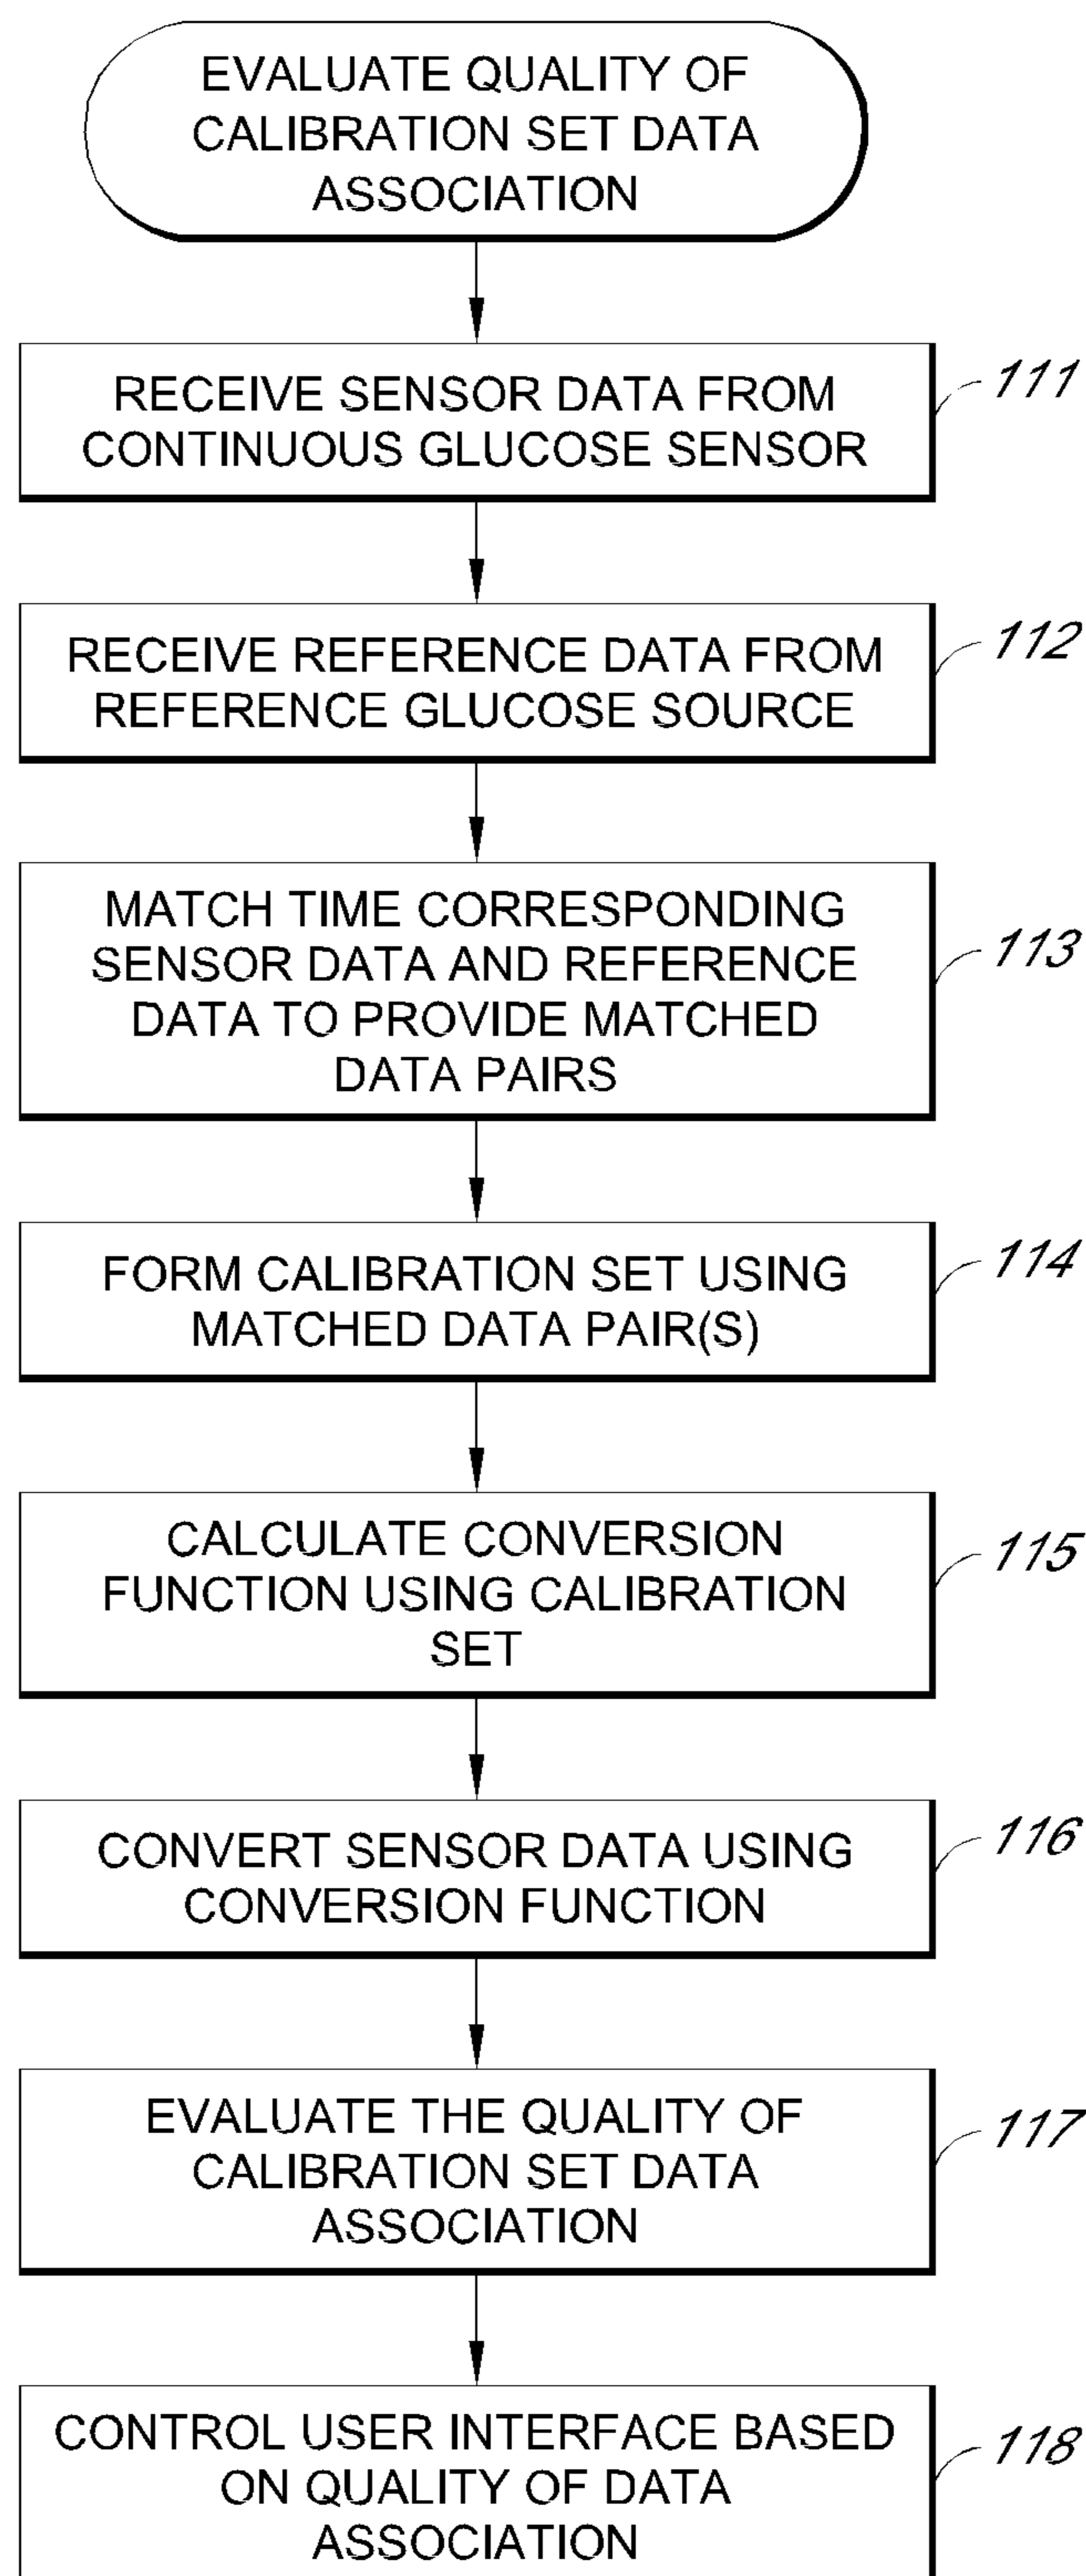 EVALUATE QUALITY OF
CALIBRATION SET DATA
ASSOCIATION
RECEIVE SENSOR DATA FROM
CONTINUOUS GLUCOSE SENSOR
111
RECEIVE REFERENCE DATA FROM
REFERENCE GLUCOSE SOURCE
112
MATCH TIME CORRESPONDING
SENSOR DATA AND REFERENCE
DATA TO PROVIDE MATCHED
DATA PAIRS
113
FORM CALIBRATION SET USING
MATCHED DATA PAIR(S)
114
CALCULATE CONVERSION
FUNCTION USING CALIBRATION
SET
115
CONVERT SENSOR DATA USING
CONVERSION FUNCTION
116
EVALUATE THE QUALITY OF
CALIBRATION SET DATA
ASSOCIATION
117
CONTROL USER INTERFACE BASED
ON QUALITY OF DATA
ASSOCIATION
118